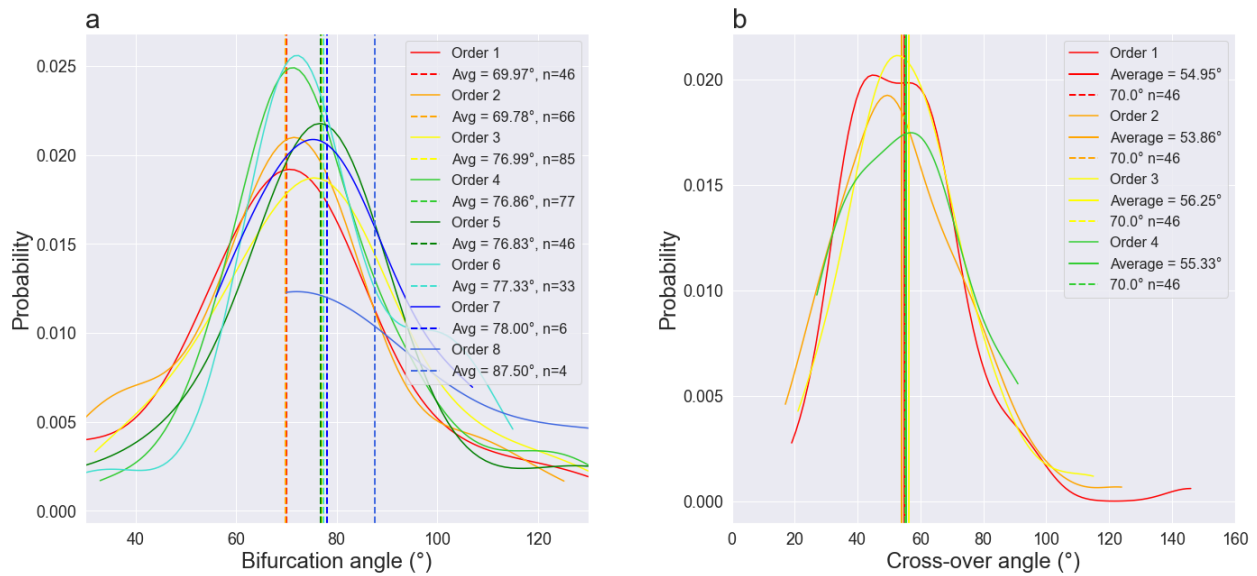 a
Probability
0.025
0.020
0.015
0.010
0.005
0.000
40
60
80
100
120
Bifurcation angle (°)
Order 1
Avg = 69.97°, n=46
Order 2
Avg = 69.78°, n=66
Order 3
Avg = 76.99°, n=85
Order 4
Avg = 76.86°, n=77
Order 5
Avg = 76.83°, n=46
Order 6
Avg = 77.33°, n=33
Order 7
Avg = 78.00°, n=6
Order 8
Avg = 87.50°, n=4
b
Probability
0.020
0.015
0.010
0.005
0.000
0
20
40
60
80
100
120
140
160
Cross-over angle (°)
Order 1
Average = 54.95°
70.0° n=46
Order 2
Average = 53.86°
70.0° n=46
Order 3
Average = 56.25°
70.0° n=46
Order 4
Average = 55.33°
70.0° n=46